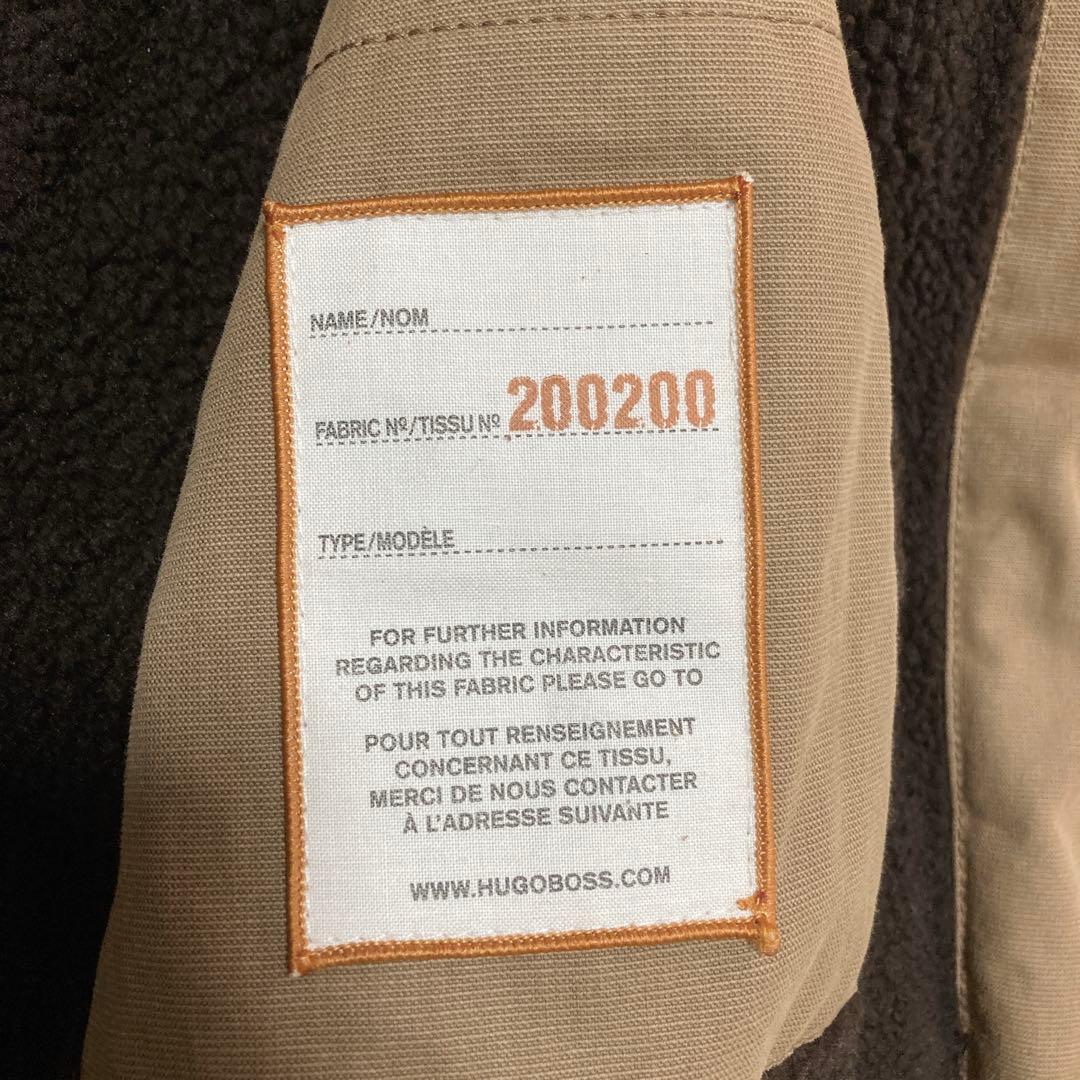 NAME/NOM
FABRIC Nº/TISSU Nº 200200
TYPE/MODÈLE
FOR FURTHER INFORMATION
REGARDING THE CHARACTERISTIC
OF THIS FABRIC PLEASE GO TO
POUR TOUT RENSEIGNEMENT
CONCERNANT CE TISSU,
MERCI DE NOUS CONTACTER
À L'ADRESSE SUIVANTE
WWW.HUGOBOSS.COM